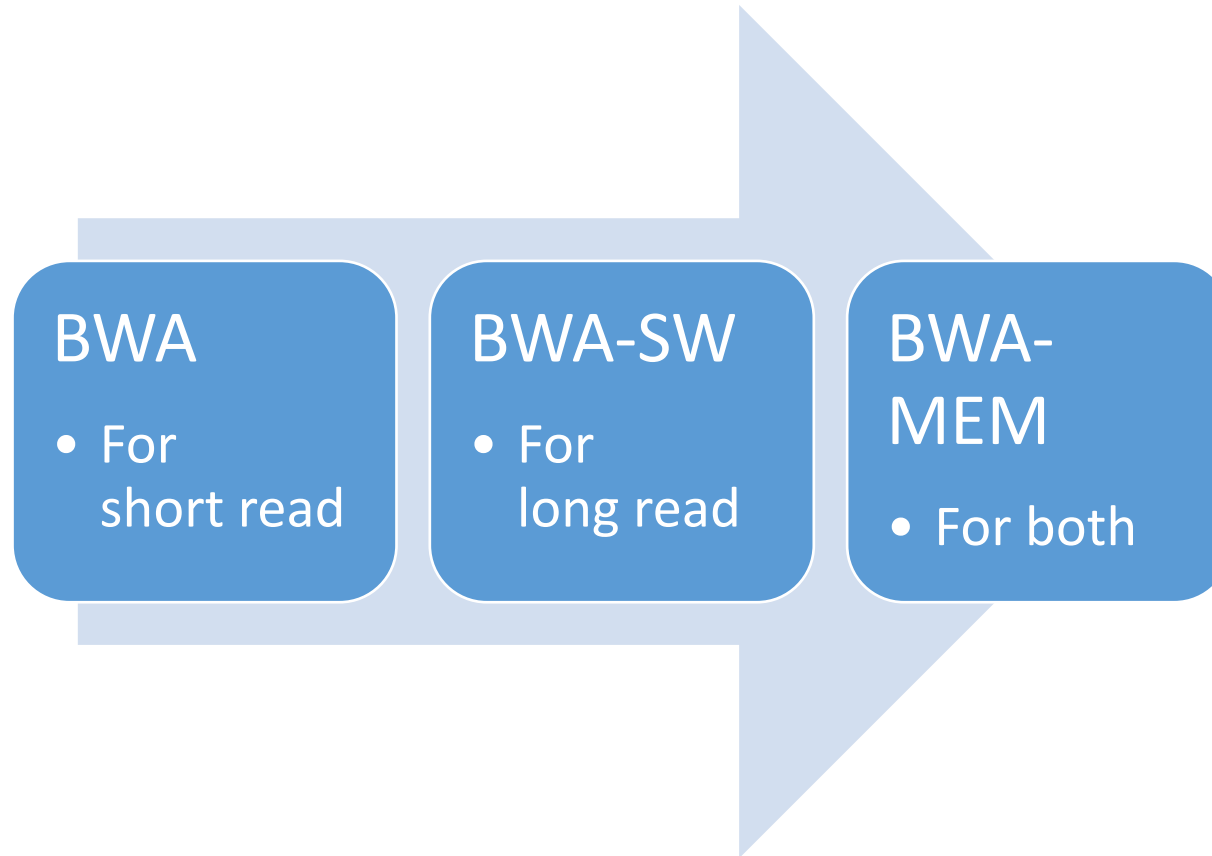 BWA
• For
short read
BWA-SW
• For
long read
BWA-
MEM
• For both